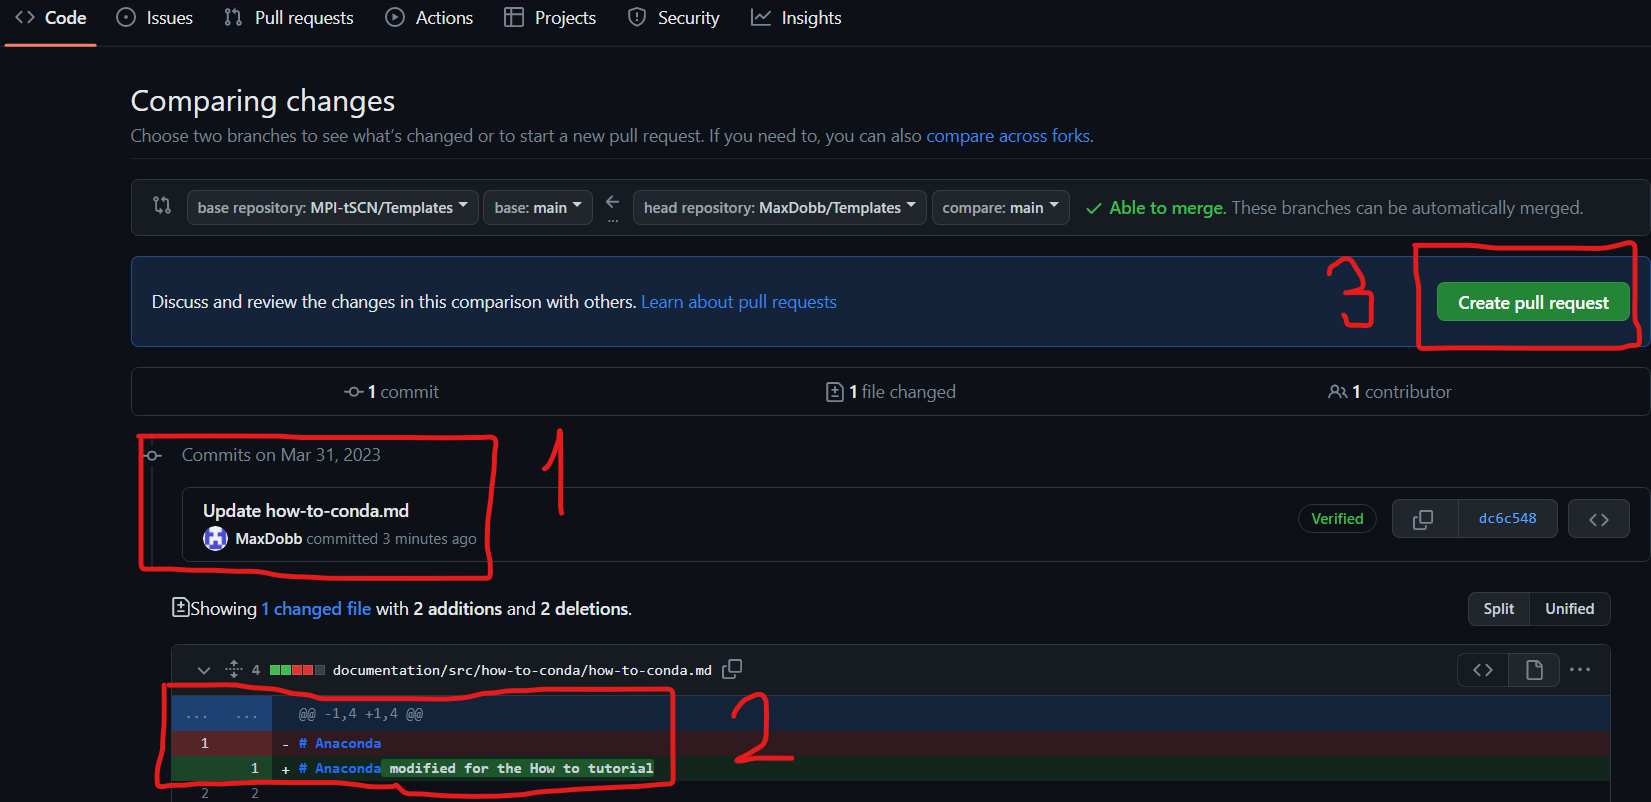 Code Issues Pull requests Actions Projects Security Insights
Comparing changes
Choose two branches to see what's changed or to start a new pull request. If you need to, you can also compare across forks.
base repository: MPI-tSCN/Templates base: main ← ... head repository: MaxDobb/Templates compare: main ✓ Able to merge. These branches can be automatically merged.
Discuss and review the changes in this comparison with others. Learn about pull requests
3
Create pull request
1 commit 1 file changed 1 contributor
Commits on Mar 31, 2023
1
Update how-to-conda.md
MaxDobb committed 3 minutes ago
Verified dc6c548 <>
Showing 1 changed file with 2 additions and 2 deletions.
Split Unified
4 documentation/src/how-to-conda/how-to-conda.md <> ...
... ... @@ -1,4 +1,4 @@
2
1 - # Anaconda
1 + # Anaconda modified for the How to tutorial
2 2